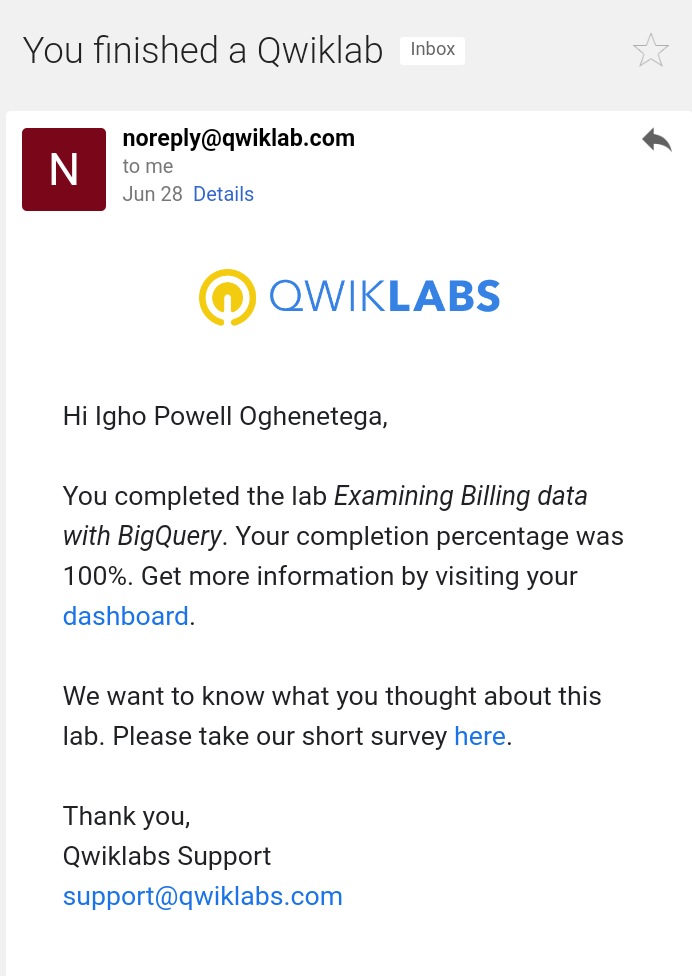 You finished a Qwiklab Inbox
N
noreply@qwiklab.com
to me
Jun 28 Details
QWIKLABS
Hi Igho Powell Oghenetega,
You completed the lab Examining Billing data
with BigQuery. Your completion percentage was
100%. Get more information by visiting your
dashboard.
We want to know what you thought about this
lab. Please take our short survey here.
Thank you,
Qwiklabs Support
support@qwiklabs.com